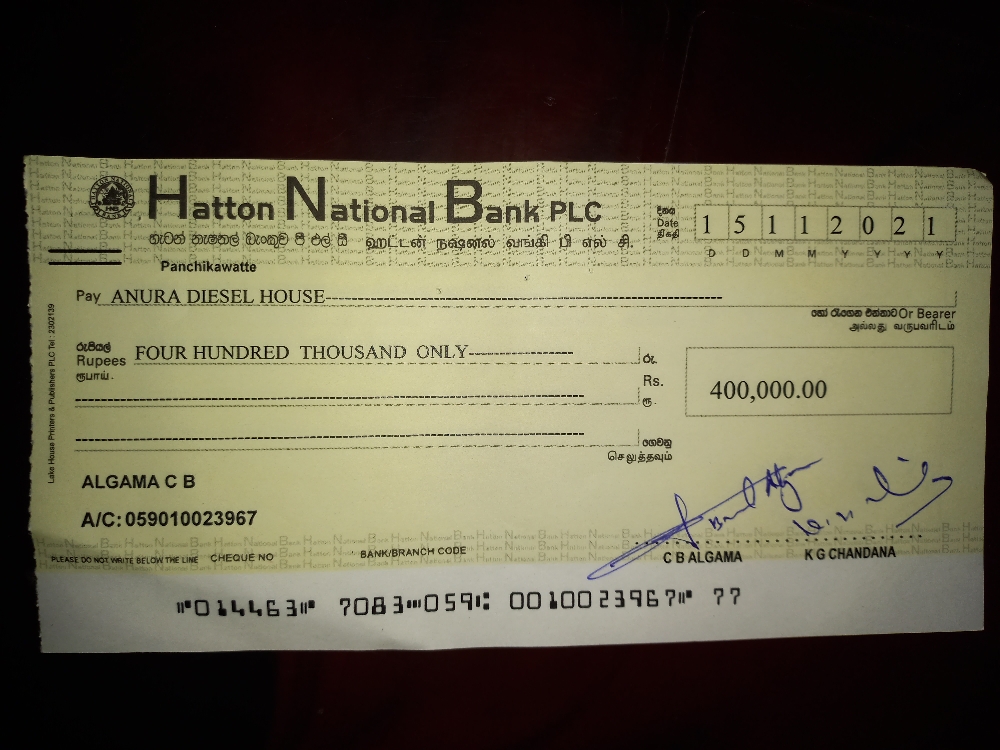 Hatton National Bank PLC
හැටන් නැෂනල් බැංකුව පී එල් සී ஹட்டன் நஷனல் வங்கி பி எல் சி.
දිනය
Date
திகதி
1 5 1 1 2 0 2 1
D D M M Y Y Y Y
Panchikawatte
Pay ANURA DIESEL HOUSE
හෝ රැගෙන එන්නාට Or Bearer
அல்லது வருபவரிடம்
රුපියල්
Rupees FOUR HUNDRED THOUSAND ONLY
ரூபாய்.
රු.
Rs. 400,000.00
ரூ.
ගෙවනු
செலுத்தவும்
Lake House Printers & Publishers PLC Tel : 2302139
ALGAMA C B
A/C: 059010023967
C B ALGAMA K G CHANDANA
PLEASE DO NOT WRITE BELOW THE LINE CHEQUE NO BANK/BRANCH CODE
⑈014463⑈ 7083⑉059⑆ 0010023967⑈ 77